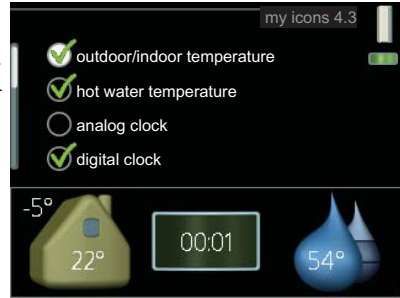 my icons 4.3
outdoor/indoor temperature
hot water temperature
analog clock
digital clock
-5°
22°
00:01
54°